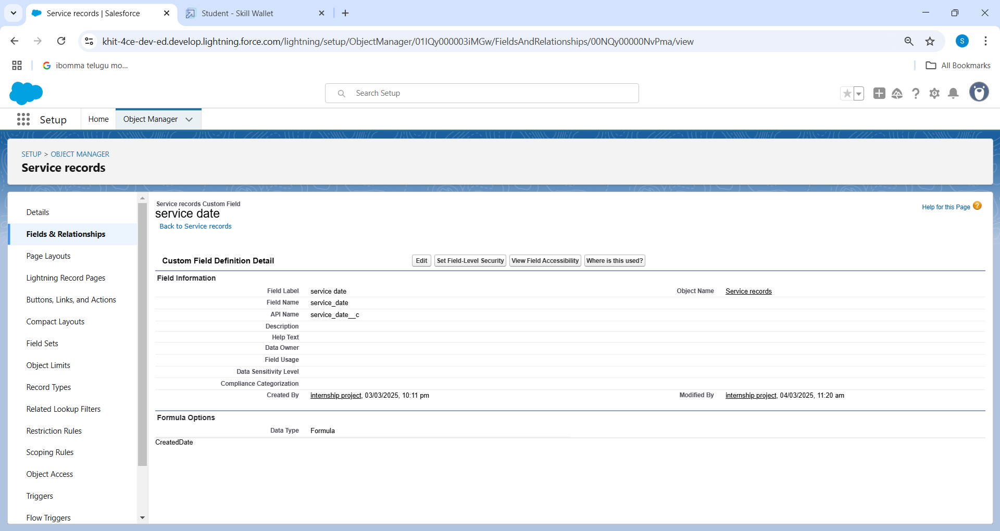 Service records | Salesforce
Student - Skill Wallet
khit-4ce-dev-ed.develop.lightning.force.com/lightning/setup/ObjectManager/01IQy000003iMGw/FieldsAndRelationships/00NQy00000NvPma/view
S
ibomma telugu mo...
All Bookmarks
Search Setup
Setup
Home
Object Manager
SETUP > OBJECT MANAGER
Service records
Details
Fields & Relationships
Page Layouts
Lightning Record Pages
Buttons, Links, and Actions
Compact Layouts
Field Sets
Object Limits
Record Types
Related Lookup Filters
Restriction Rules
Scoping Rules
Object Access
Triggers
Flow Triggers
Service records Custom Field
service date
Back to Service records
Help for this Page
Custom Field Definition Detail
Edit
Set Field-Level Security
View Field Accessibility
Where is this used?
Field Information
Field Label service date
Object Name Service records
Field Name service_date
API Name service_date__c
Description
Help Text
Data Owner
Field Usage
Data Sensitivity Level
Compliance Categorization
Created By internship project, 03/03/2025, 10:11 pm
Modified By internship project, 04/03/2025, 11:20 am
Formula Options
Data Type Formula
CreatedDate